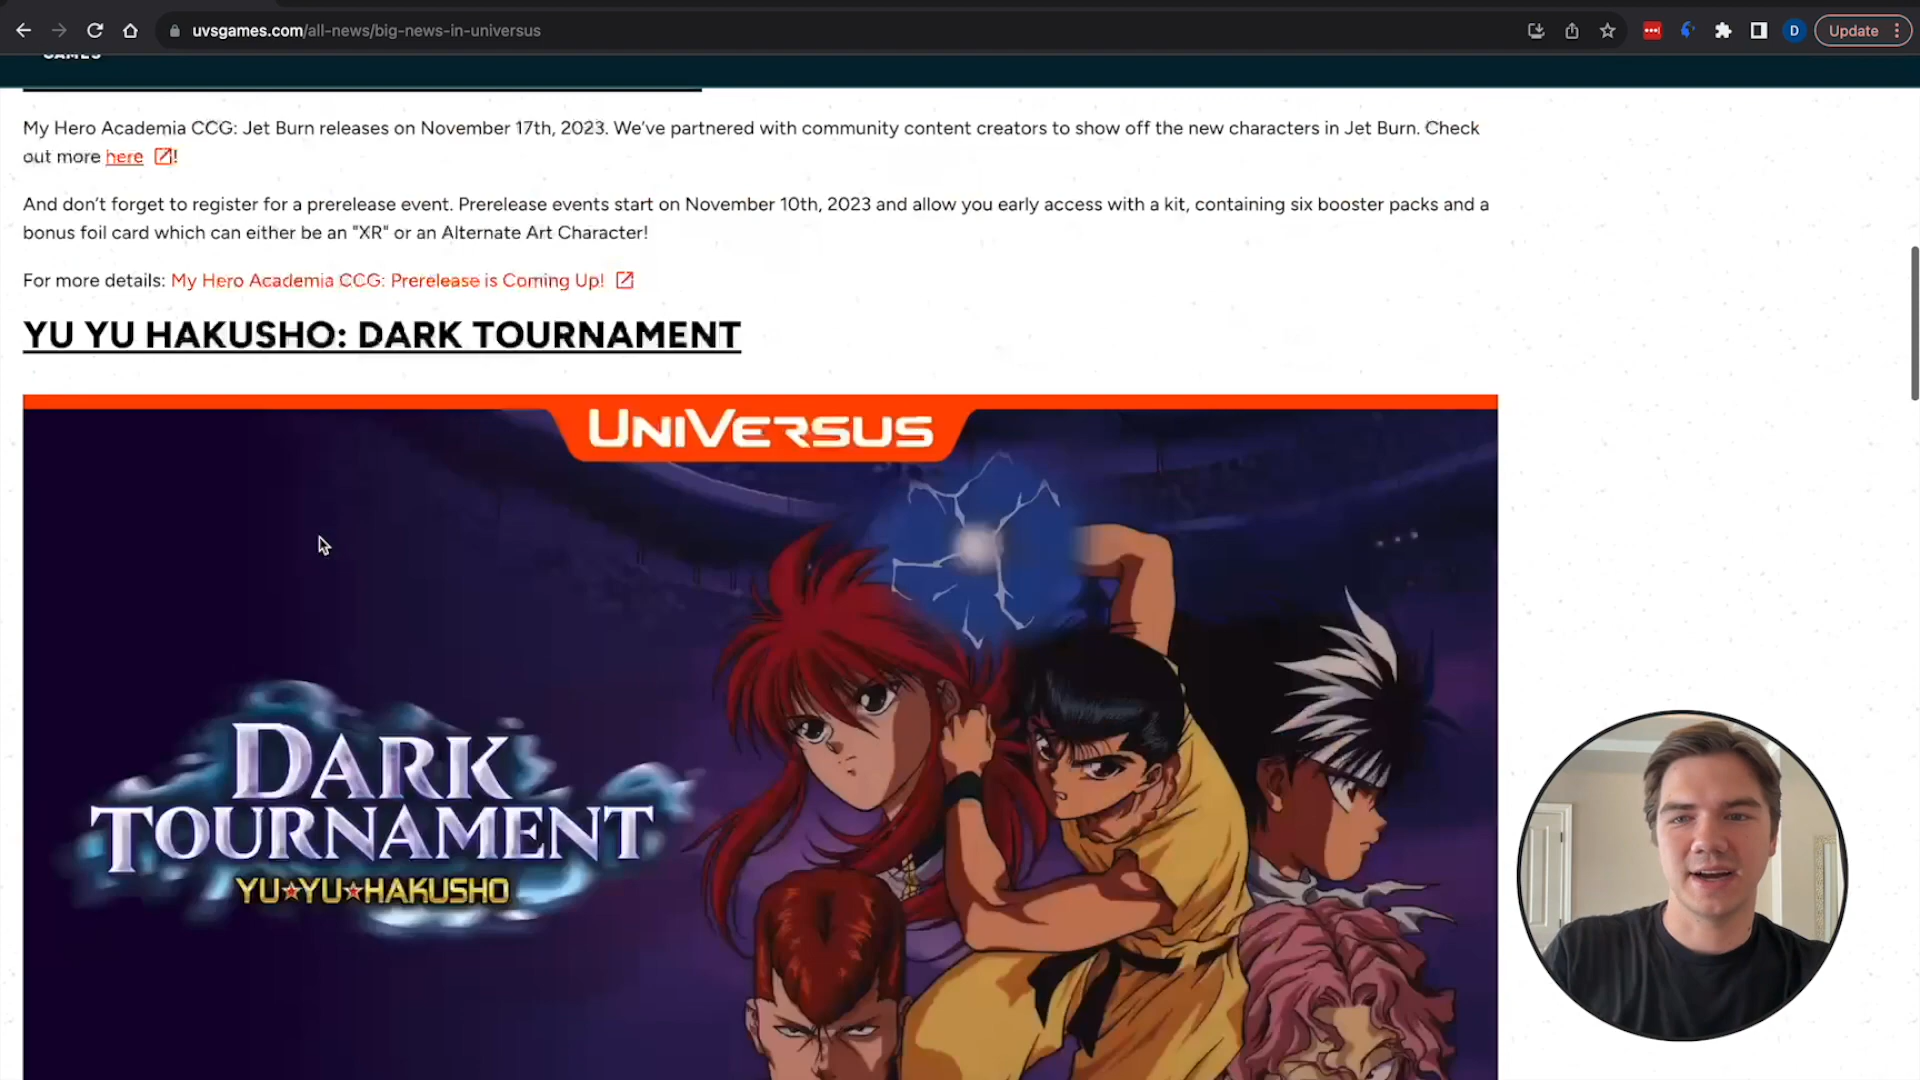 uvsgames.com/all-news/big-news-in-universus
D
Update
GAMES
My Hero Academia CCG: Jet Burn releases on November 17th, 2023. We’ve partnered with community content creators to show off the new characters in Jet Burn. Check
out more here !
And don’t forget to register for a prerelease event. Prerelease events start on November 10th, 2023 and allow you early access with a kit, containing six booster packs and a
bonus foil card which can either be an "XR" or an Alternate Art Character!
For more details: My Hero Academia CCG: Prerelease is Coming Up!
YU YU HAKUSHO: DARK TOURNAMENT
UNIVERSUS
DARK
TOURNAMENT
YU★YU★HAKUSHO